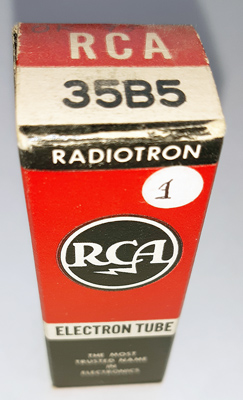 RCA
35B5
RADIOTRON
1
RCA
ELECTRON TUBE
THE MOST
TRUSTED NAME
IN
ELECTRONICS